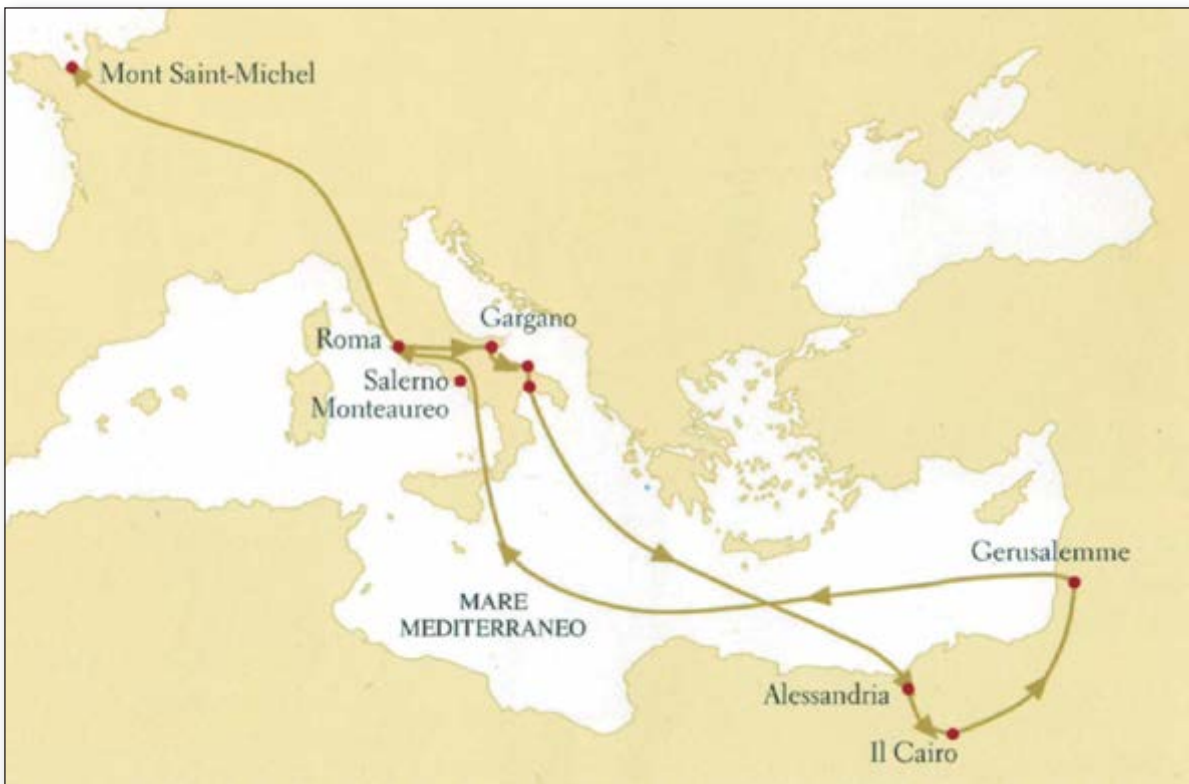 Mont Saint-Michel
Gargano
Roma
Salerno
Monteaureo
Gerusalemme
MARE
MEDITERRANEO
Alessandria
Il Cairo